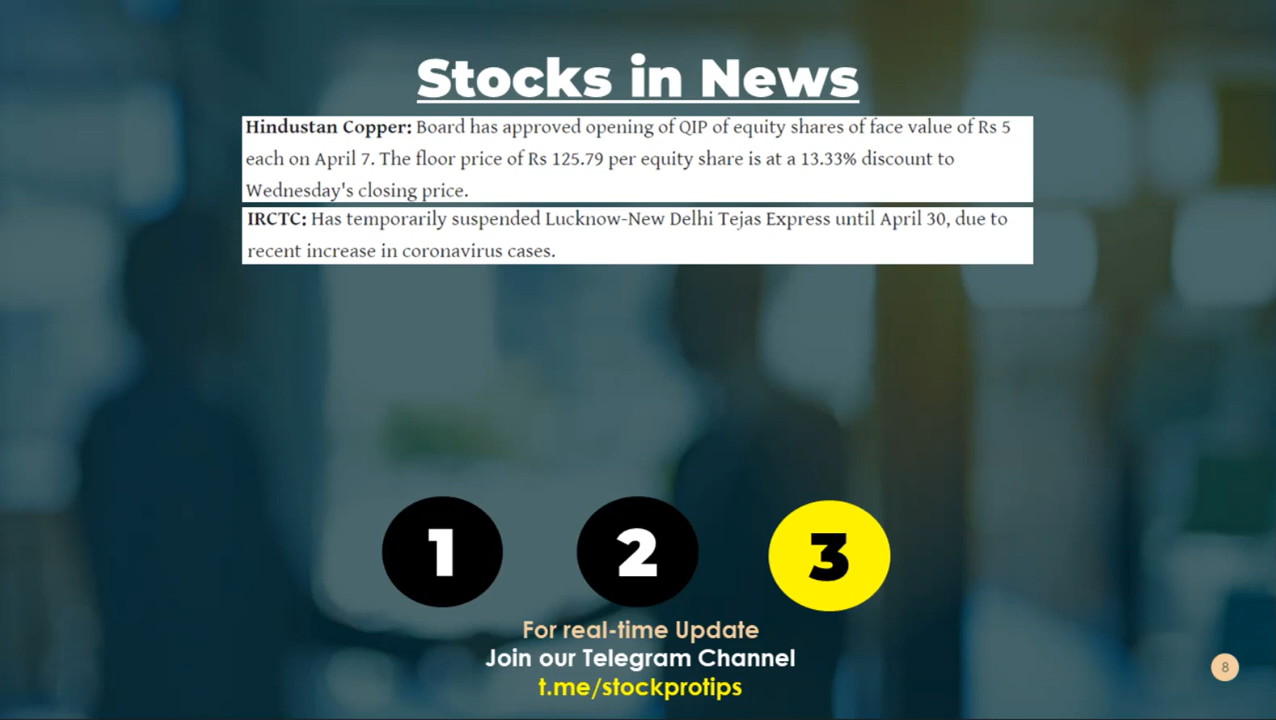 Stocks in News
Hindustan Copper: Board has approved opening of QIP of equity shares of face value of Rs 5
each on April 7. The floor price of Rs 125.79 per equity share is at a 13.33% discount to
Wednesday's closing price.
IRCTC: Has temporarily suspended Lucknow-New Delhi Tejas Express until April 30, due to
recent increase in coronavirus cases.
1 2 3
For real-time Update
Join our Telegram Channel
t.me/stockprotips
8